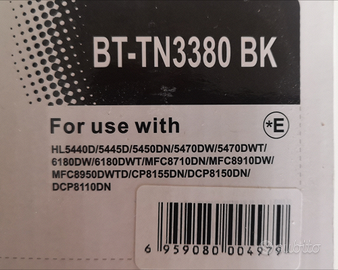 BT-TN3380 BK
For use with
*E
HL5440D/5445D/5450DN/5470DW/5470DWT/
6180DW/6180DWT/MFC8710DN/MFC8910DW/
MFC8950DWTD/CP8155DN/DCP8150DN/
DCP8110DN
6 959080 004979